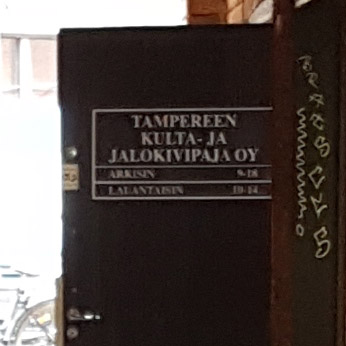 TAMPEREEN
KULTA- JA
JALOKIVIPAJA OY
ARKISIN 9-18
LAUANTAISIN 10-14